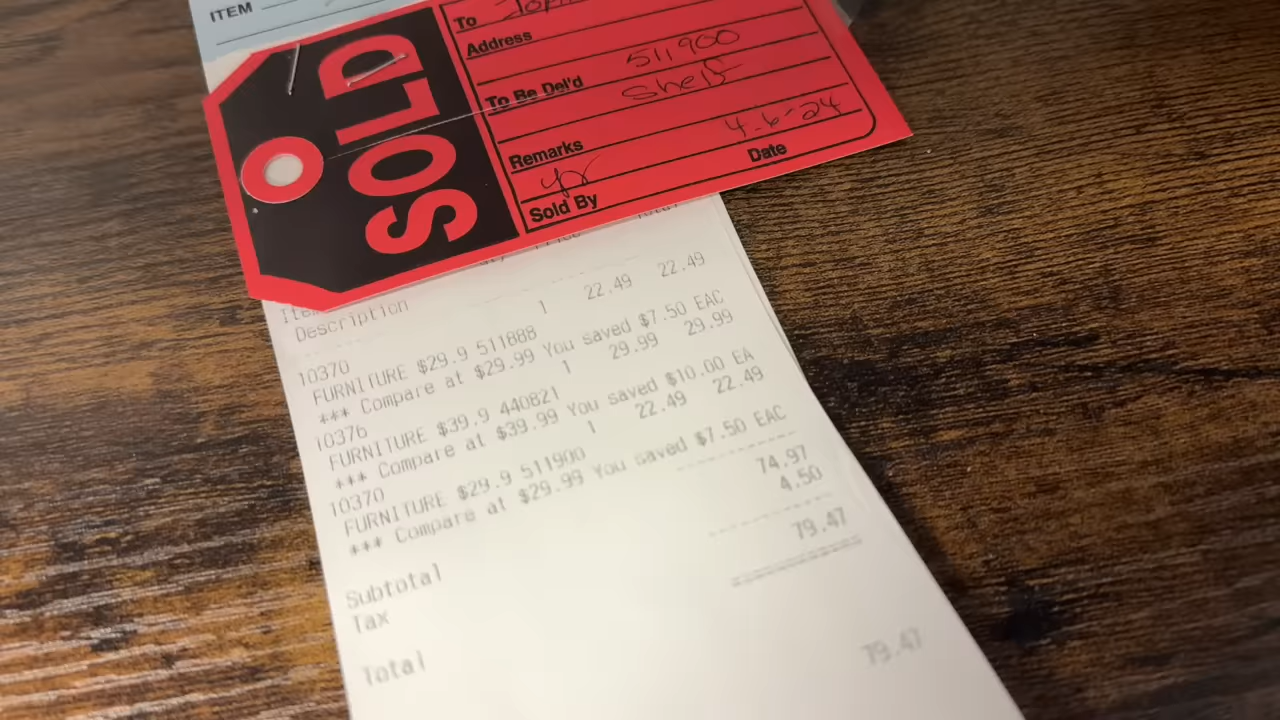 ITEM
SOLD
To
Address
To Be Del'd 511900
Shelf
Remarks
4-6-24
Sold By Date
Description
10370 1 22.49 22.49
FURNITURE $29.9 511888
*** Compare at $29.99 You saved $7.50 EAC
10376 1 29.99 29.99
FURNITURE $39.9 440821
*** Compare at $39.99 You saved $10.00 EA
10370 1 22.49 22.49
FURNITURE $29.9 511900
*** Compare at $29.99 You saved $7.50 EAC
Subtotal 74.97
Tax 4.50
Total 79.47
79.47